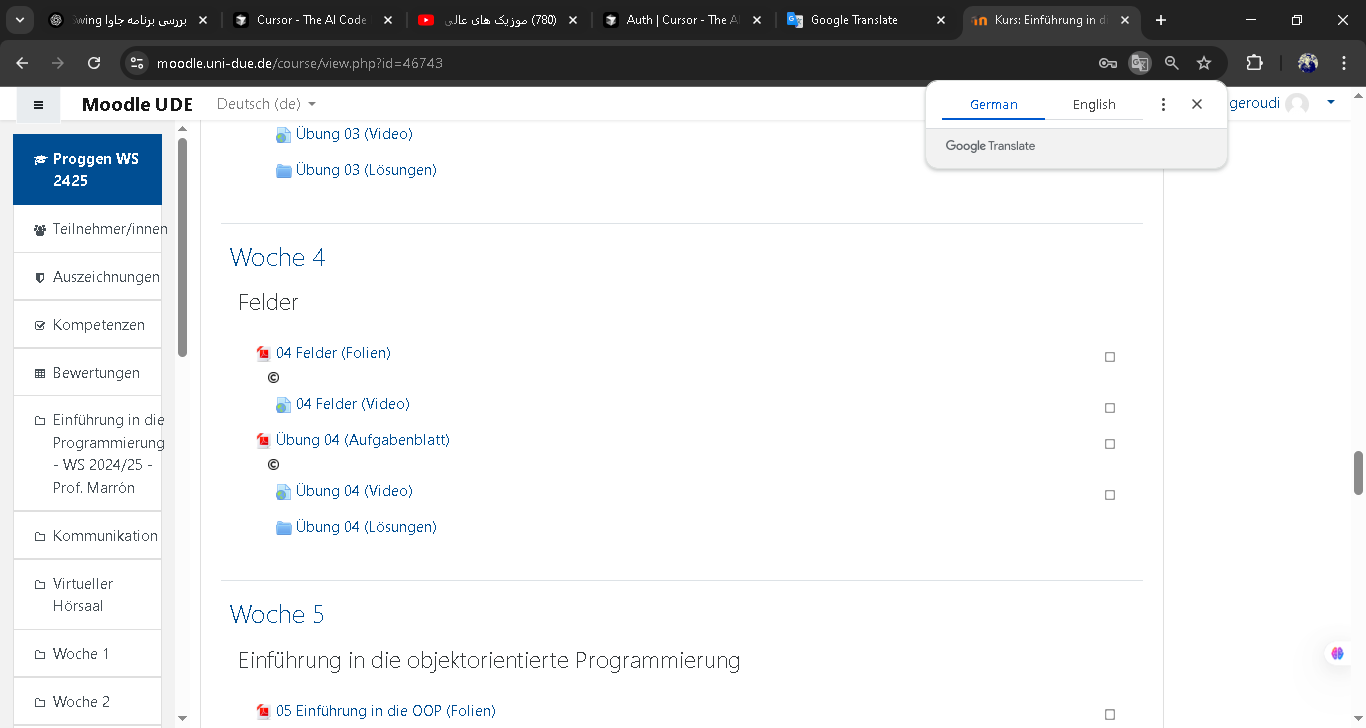 بررسی برنامه جاوا Swing
Cursor - The AI Code
(780) موزیک های عالی
Auth | Cursor - The AI
Google Translate
Kurs: Einführung in di
moodle.uni-due.de/course/view.php?id=46743
Moodle UDE
Deutsch (de)
geroudi
German
English
Google Translate
Proggen WS
2425
Teilnehmer/innen
Auszeichnungen
Kompetenzen
Bewertungen
Einführung in die
Programmierung
- WS 2024/25 -
Prof. Marrón
Kommunikation
Virtueller
Hörsaal
Woche 1
Woche 2
Übung 03 (Video)
Übung 03 (Lösungen)
Woche 4
Felder
04 Felder (Folien)
©
04 Felder (Video)
Übung 04 (Aufgabenblatt)
©
Übung 04 (Video)
Übung 04 (Lösungen)
Woche 5
Einführung in die objektorientierte Programmierung
05 Einführung in die OOP (Folien)